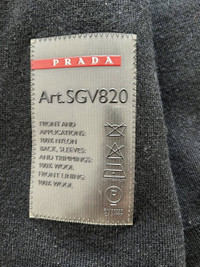 PRADA
Art.SGV820
FRONT AND
APPLICATIONS:
100% NYLON
BACK, SLEEVES,
AND TRIMMINGS:
100% WOOL
FRONT LINING:
100% WOOL
P